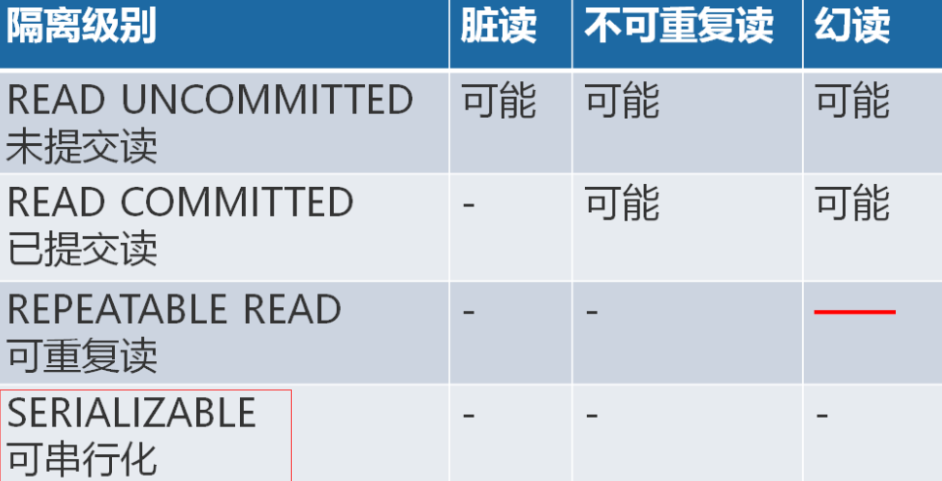 隔离级别 脏读 不可重复读 幻读
READ UNCOMMITTED 可能 可能 可能
未提交读
READ COMMITTED - 可能 可能
已提交读
REPEATABLE READ - -
可重复读
SERIALIZABLE - - -
可串行化